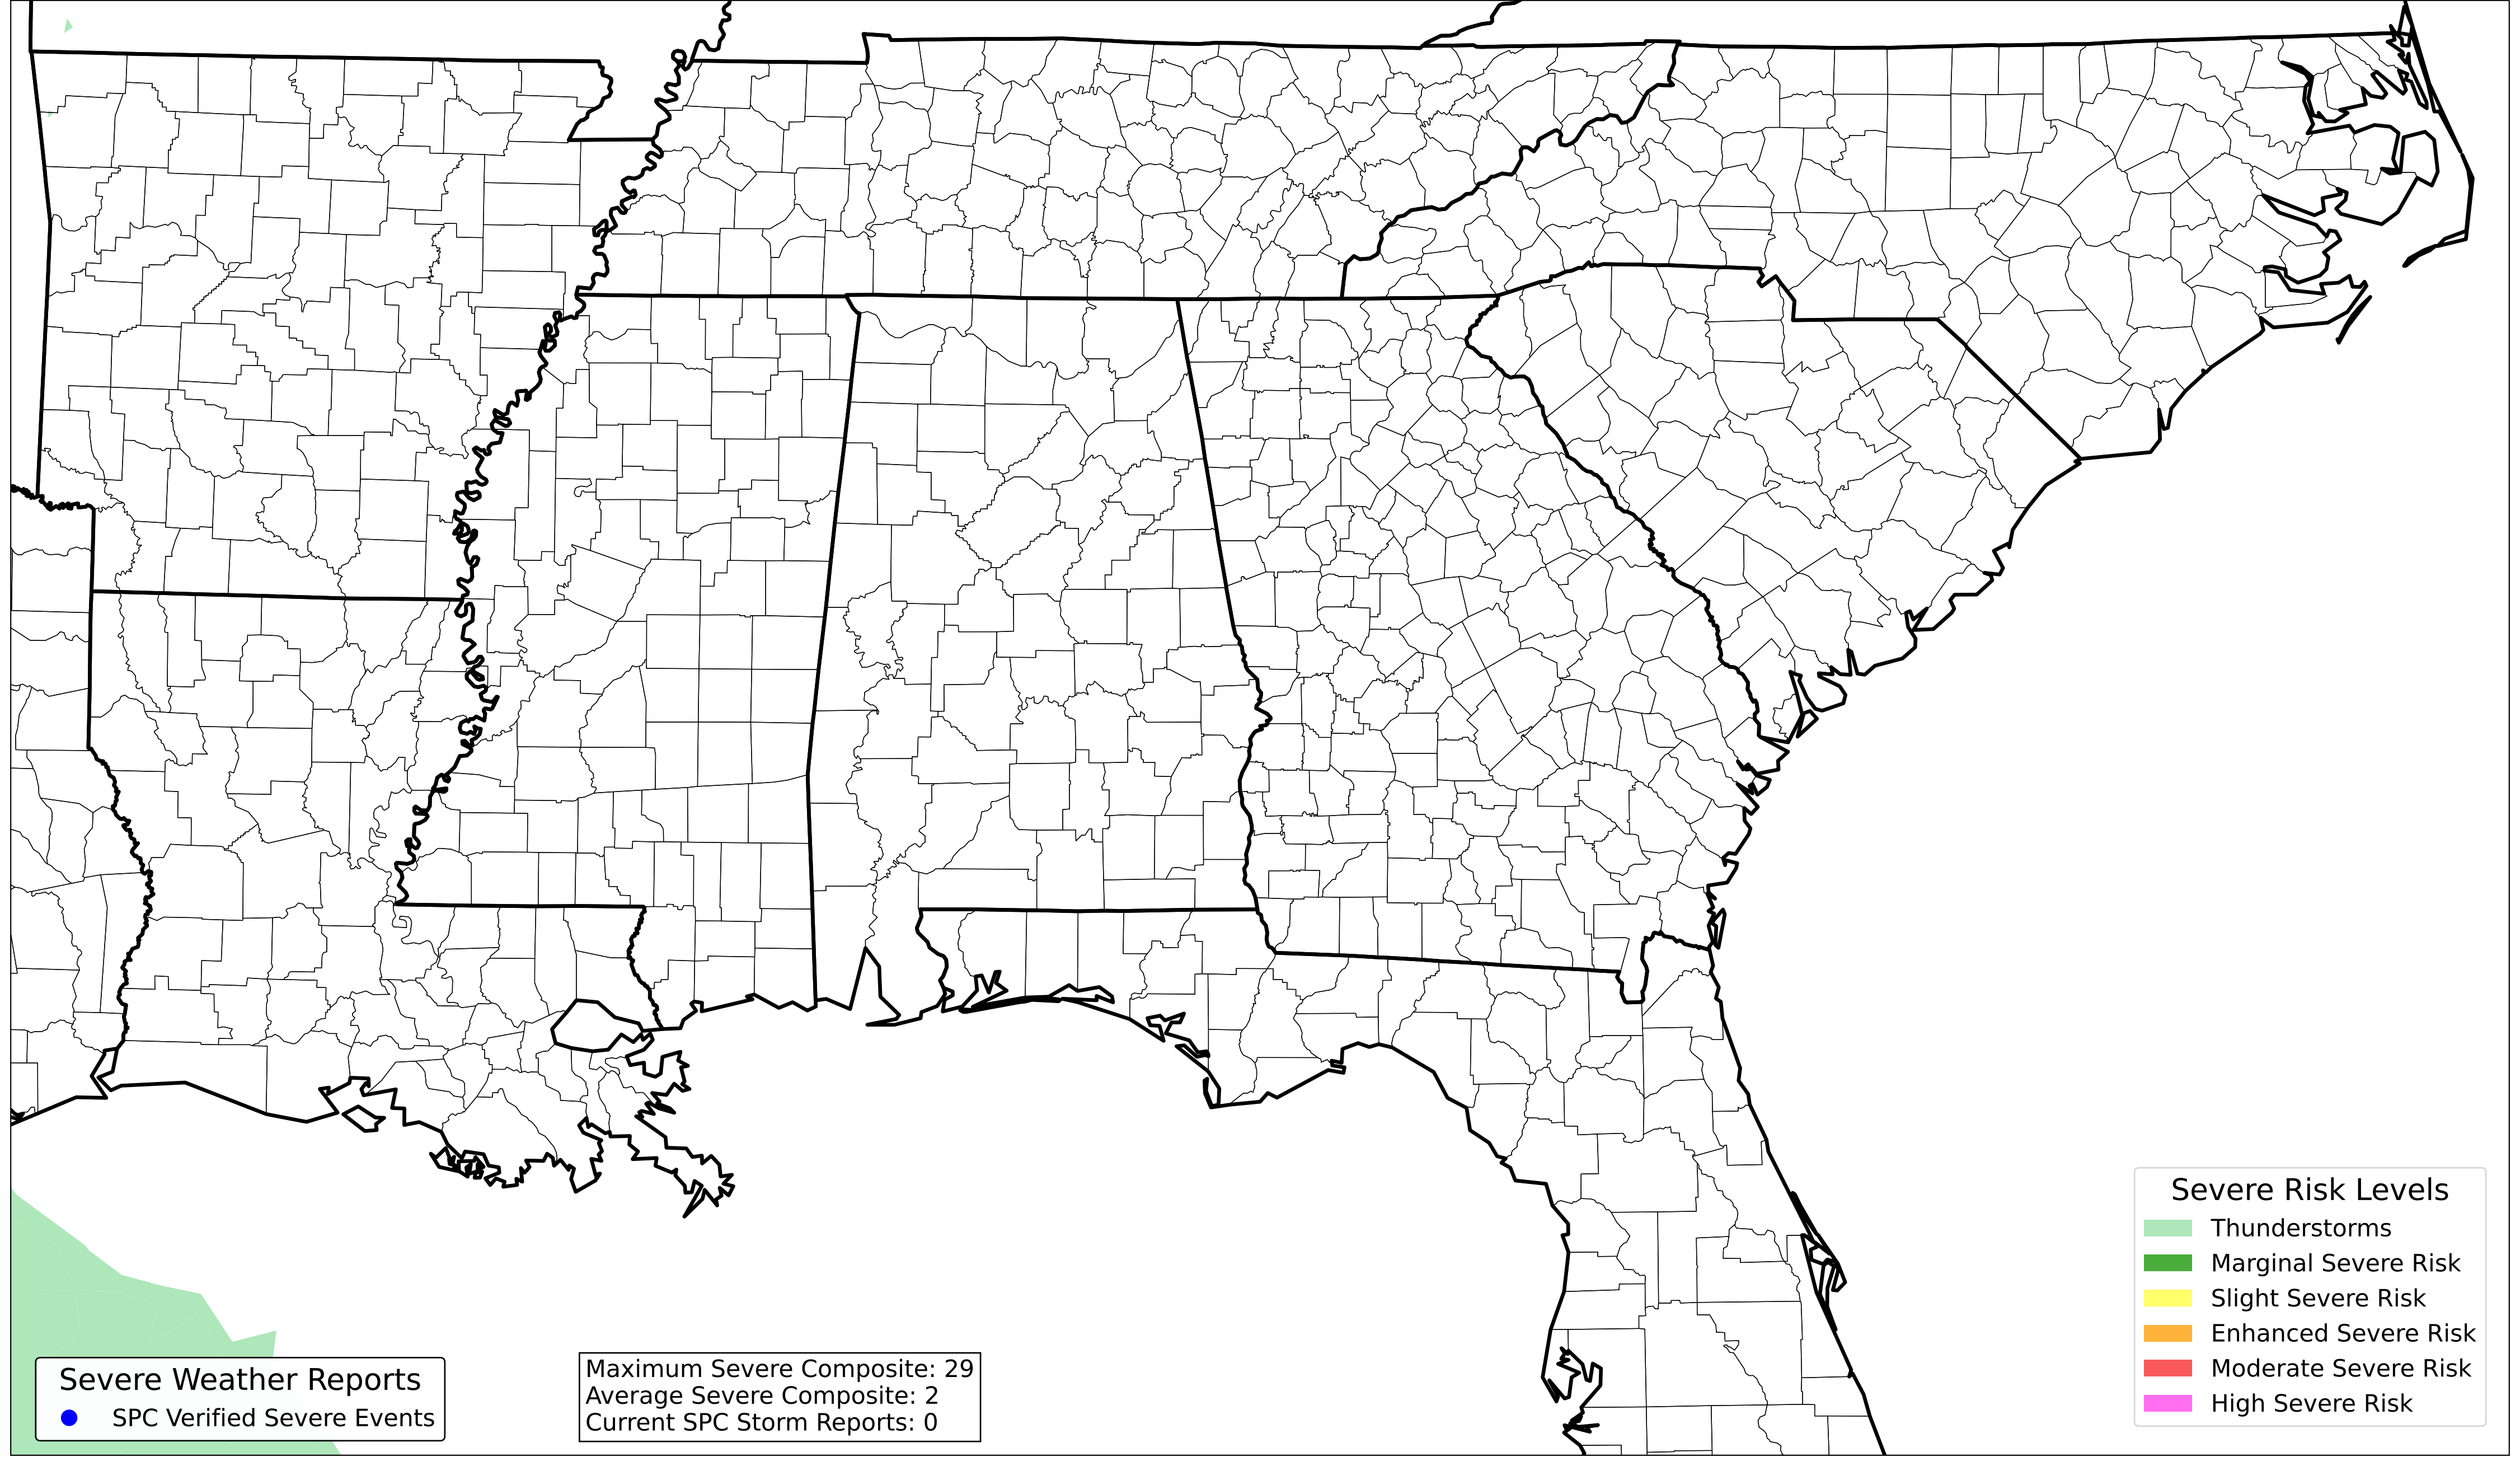 Severe Risk Levels
Thunderstorms
Marginal Severe Risk
Slight Severe Risk
Enhanced Severe Risk
Moderate Severe Risk
High Severe Risk
Severe Weather Reports
SPC Verified Severe Events
Maximum Severe Composite: 29
Average Severe Composite: 2
Current SPC Storm Reports: 0